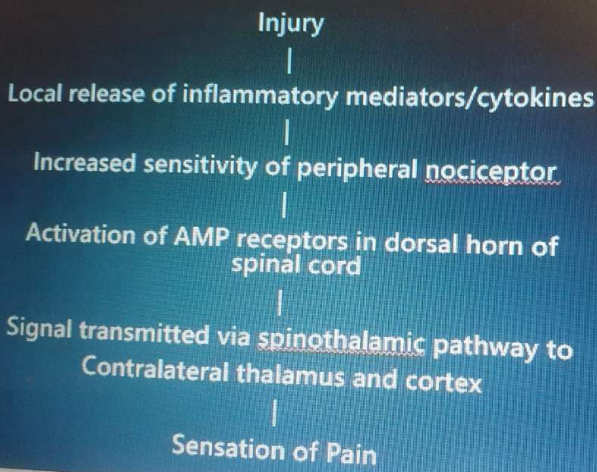 Injury
Local release of inflammatory mediators/cytokines
Increased sensitivity of peripheral nociceptor
Activation of AMP receptors in dorsal horn of
spinal cord
Signal transmitted via spinothalamic pathway to
Contralateral thalamus and cortex
Sensation of Pain